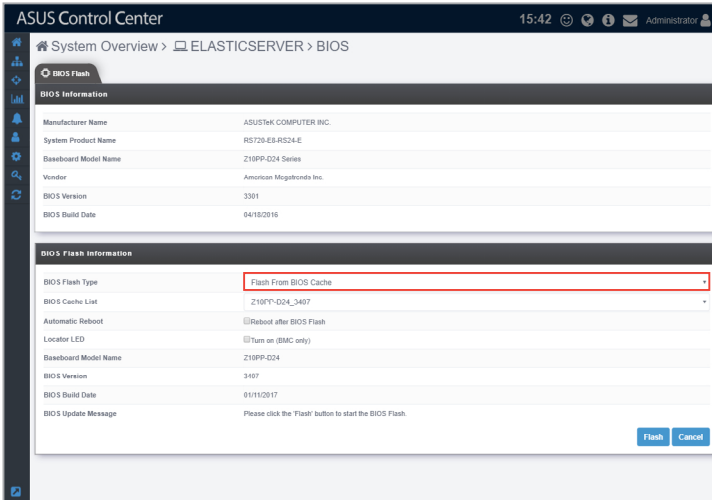 ASUS Control Center
15:42 Administrator
System Overview > ELASTICSERVER > BIOS
BIOS Flash
BIOS Information
Manufacturer Name ASUSTeK COMPUTER INC.
System Product Name RS720-E8-RS24-E
Baseboard Model Name Z10PP-D24 Series
Vendor American Megatrends Inc.
BIOS Version 3301
BIOS Build Date 04/18/2016
BIOS Flash Information
BIOS Flash Type Flash From BIOS Cache
BIOS Cache List Z10PP-D24_3407
Automatic Reboot Reboot after BIOS Flash
Locator LED Turn on (BMC only)
Baseboard Model Name Z10PP-D24
BIOS Version 3407
BIOS Build Date 01/11/2017
BIOS Update Message Please click the 'Flash' button to start the BIOS Flash.
Flash Cancel